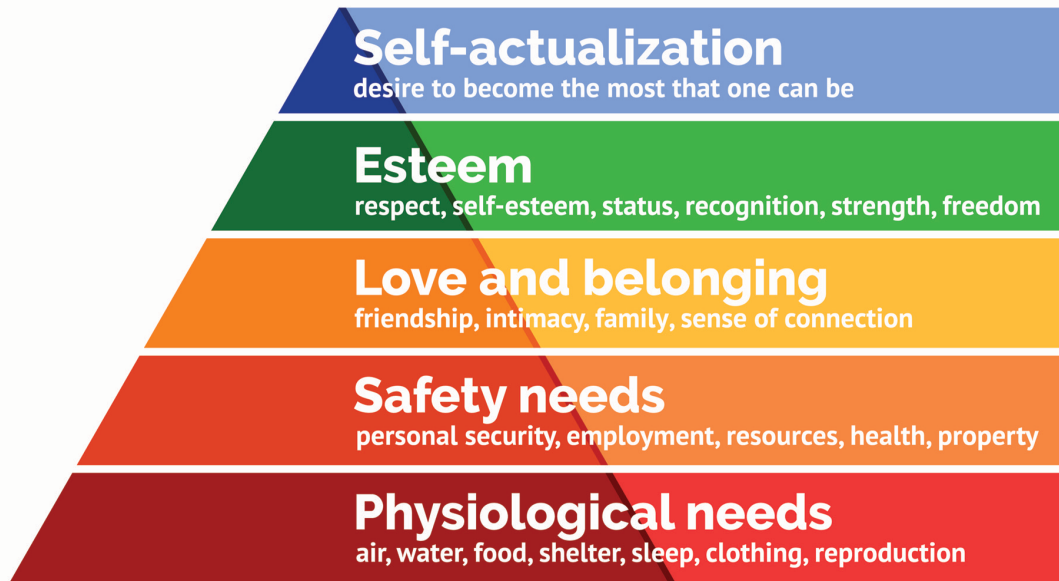 Self-actualization
desire to become the most that one can be
Esteem
respect, self-esteem, status, recognition, strength, freedom
Love and belonging
friendship, intimacy, family, sense of connection
Safety needs
personal security, employment, resources, health, property
Physiological needs
air, water, food, shelter, sleep, clothing, reproduction